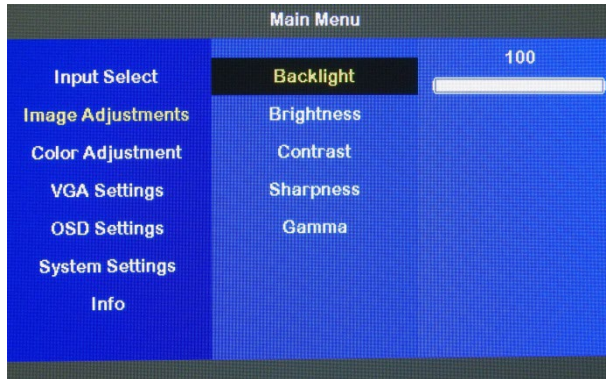 Main Menu
Input Select
Image Adjustments
Color Adjustment
VGA Settings
OSD Settings
System Settings
Info
Backlight
Brightness
Contrast
Sharpness
Gamma
100